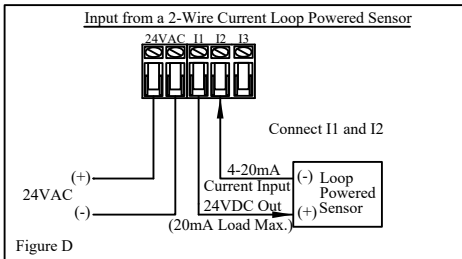 Input from a 2-Wire Current Loop Powered Sensor
24VAC I1 I2 I3
Connect I1 and I2
4-20mA
Current Input
24VDC Out
(20mA Load Max.)
(-) Loop
Powered
(+) Sensor
(+)
24VAC
(-)
Figure D